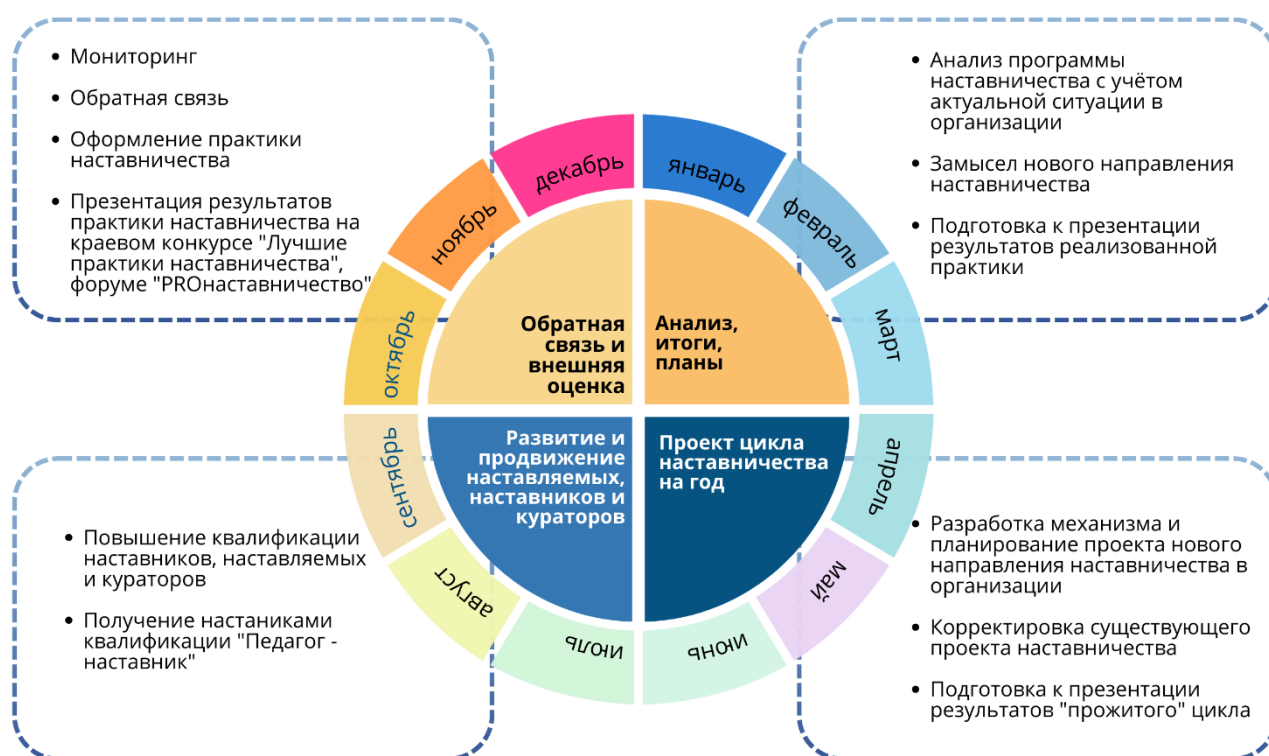 • Мониторинг
• Обратная связь
• Оформление практики
наставничества
• Презентация результатов
практики наставничества на
краевом конкурсе "Лучшие
практики наставничества",
форуме "PROнаставничество"
• Анализ программы
наставничества с учётом
актуальной ситуации в
организации
• Замысел нового направления
наставничества
• Подготовка к презентации
результатов реализованной
практики
январь
февраль
март
апрель
май
июнь
июль
август
сентябрь
октябрь
ноябрь
декабрь
Обратная
связь и
внешняя
оценка
Анализ,
итоги,
планы
Развитие и
продвижение
наставляемых,
наставников и
кураторов
Проект цикла
наставничества
на год
• Повышение квалификации
наставников, наставляемых
и кураторов
• Получение настаниками
квалификации "Педагог -
наставник"
• Разработка механизма и
планирование проекта нового
направления наставничества в
организации
• Корректировка существующего
проекта наставничества
• Подготовка к презентации
результатов "прожитого" цикла